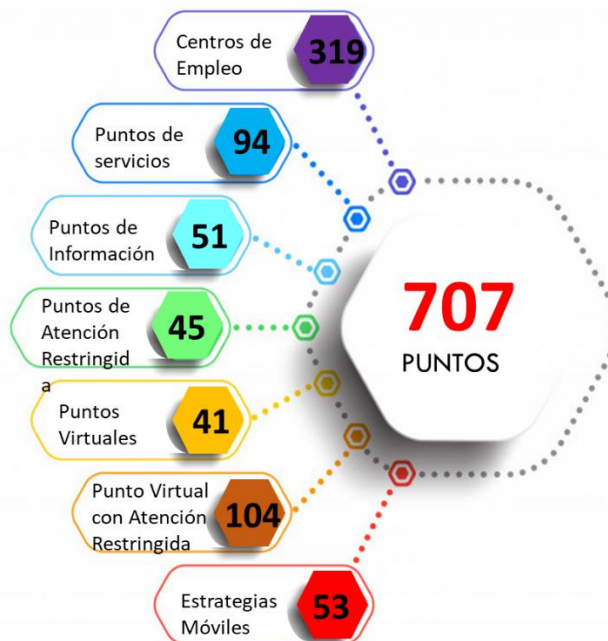 Centros de
Empleo
319
Puntos de
servicios
94
Puntos de
Información
51
Puntos de
Atención
Restringid
a
45
Puntos
Virtuales
41
Punto Virtual
con Atención
Restringida
104
Estrategias
Móviles
53
707
PUNTOS